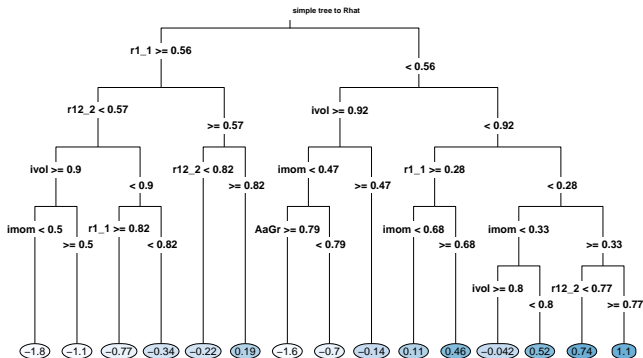 simple tree to Rhat
r1_1 >= 0.56
< 0.56
r12_2 < 0.57
>= 0.57
ivol >= 0.92
< 0.92
ivol >= 0.9
< 0.9
r12_2 < 0.82
>= 0.82
imom < 0.47
>= 0.47
r1_1 >= 0.28
< 0.28
imom < 0.5
>= 0.5
r1_1 >= 0.82
< 0.82
AaGr >= 0.79
< 0.79
imom < 0.68
>= 0.68
imom < 0.33
>= 0.33
ivol >= 0.8
< 0.8
r12_2 < 0.77
>= 0.77
−1.8 −1.1 −0.77 −0.34 −0.22 0.19 −1.6 −0.7 −0.14 0.11 0.46 −0.042 0.52 0.74 1.1